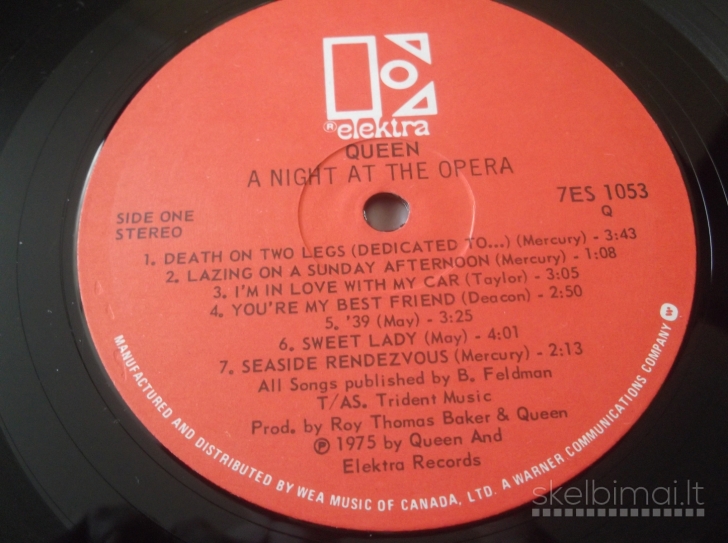 ® elektra
QUEEN
A NIGHT AT THE OPERA
7ES 1053
Q
SIDE ONE
STEREO
1. DEATH ON TWO LEGS (DEDICATED TO...) (Mercury) - 3:43
2. LAZING ON A SUNDAY AFTERNOON (Mercury) - 1:08
3. I'M IN LOVE WITH MY CAR (Taylor) - 3:05
4. YOU'RE MY BEST FRIEND (Deacon) - 2:50
5. '39 (May) - 3:25
6. SWEET LADY (May) - 4:01
7. SEASIDE RENDEZVOUS (Mercury) - 2:13
All Songs published by B. Feldman
T/AS. Trident Music
Prod. by Roy Thomas Baker & Queen
℗ 1975 by Queen And
Elektra Records
MANUFACTURED AND DISTRIBUTED BY WEA MUSIC OF CANADA, LTD. A WARNER COMMUNICATIONS COMPANY
skelbimai.lt